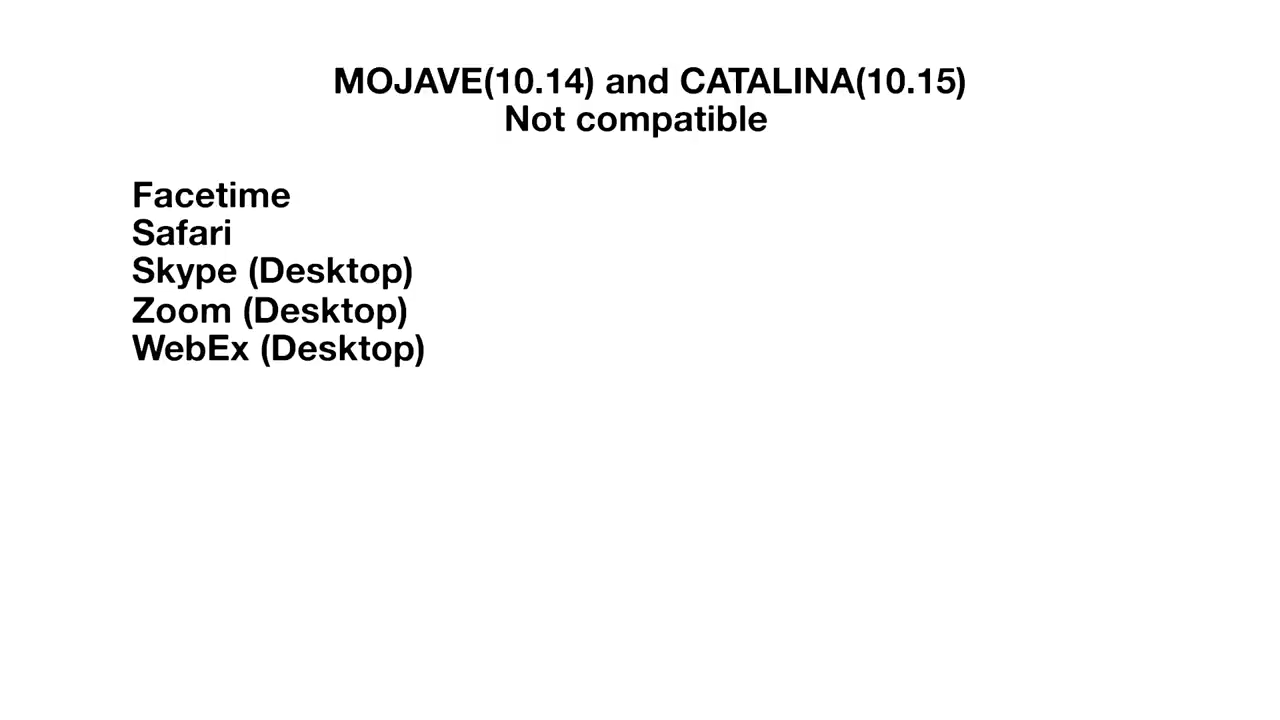 MOJAVE(10.14) and CATALINA(10.15)
Not compatible
Facetime
Safari
Skype (Desktop)
Zoom (Desktop)
WebEx (Desktop)